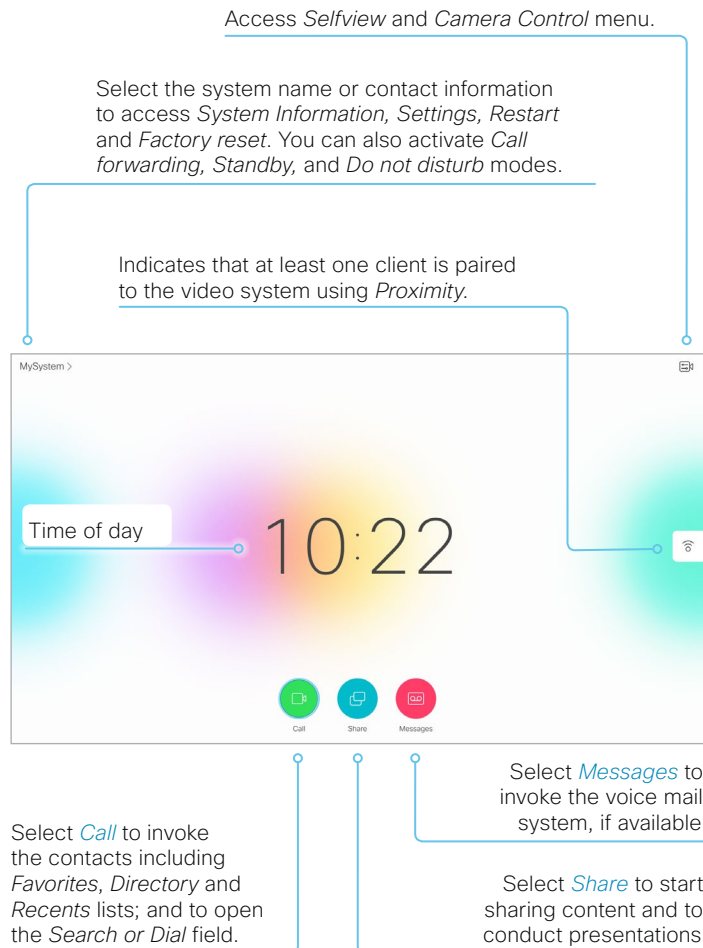 Access Selfview and Camera Control menu.
Select the system name or contact information
to access System Information, Settings, Restart
and Factory reset. You can also activate Call
forwarding, Standby, and Do not disturb modes.
Indicates that at least one client is paired
to the video system using Proximity.
MySystem >
Time of day
10:22
Call
Share
Messages
Select Messages to
invoke the voice mail
system, if available
Select Call to invoke
the contacts including
Favorites, Directory and
Recents lists; and to open
the Search or Dial field.
Select Share to start
sharing content and to
conduct presentations